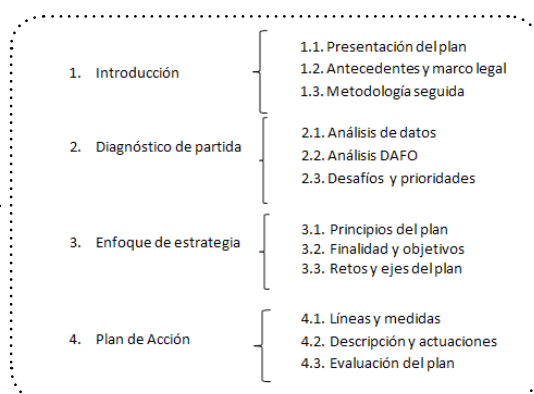 1. Introducción
1.1. Presentación del plan
1.2. Antecedentes y marco legal
1.3. Metodología seguida
2. Diagnóstico de partida
2.1. Análisis de datos
2.2. Análisis DAFO
2.3. Desafíos y prioridades
3. Enfoque de estrategia
3.1. Principios del plan
3.2. Finalidad y objetivos
3.3. Retos y ejes del plan
4. Plan de Acción
4.1. Líneas y medidas
4.2. Descripción y actuaciones
4.3. Evaluación del plan